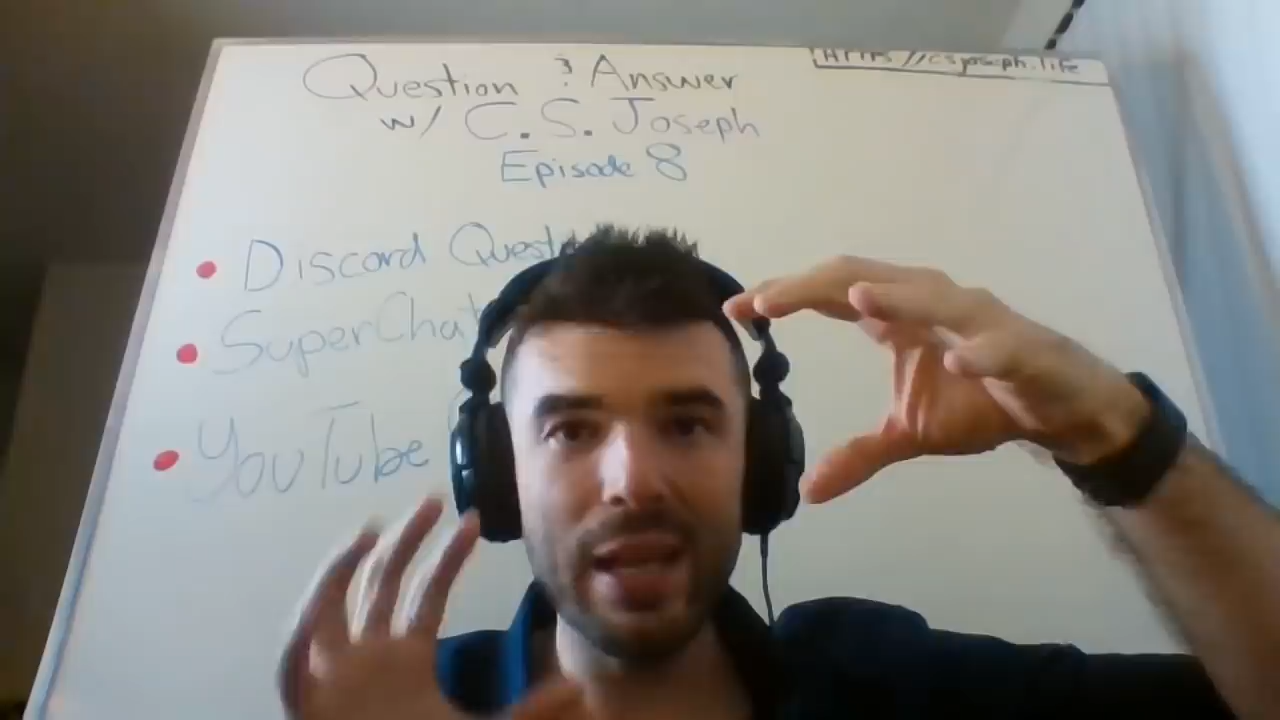 Question & Answer
https://csjoseph.life
w/ C.S. Joseph
Episode 8
• Discord
• SuperChat
• YouTube